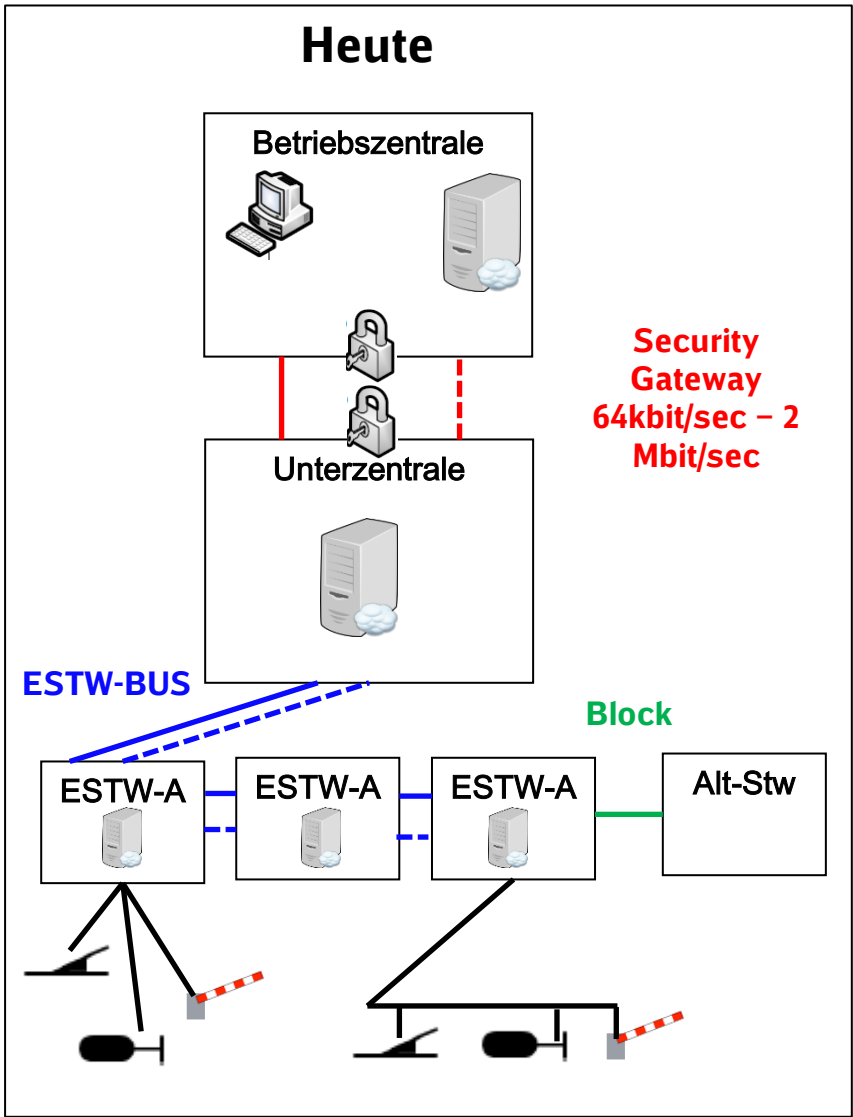 Heute
Betriebszentrale
Security
Gateway
64kbit/sec – 2
Mbit/sec
Unterzentrale
ESTW-BUS
Block
ESTW-A
ESTW-A
ESTW-A
Alt-Stw